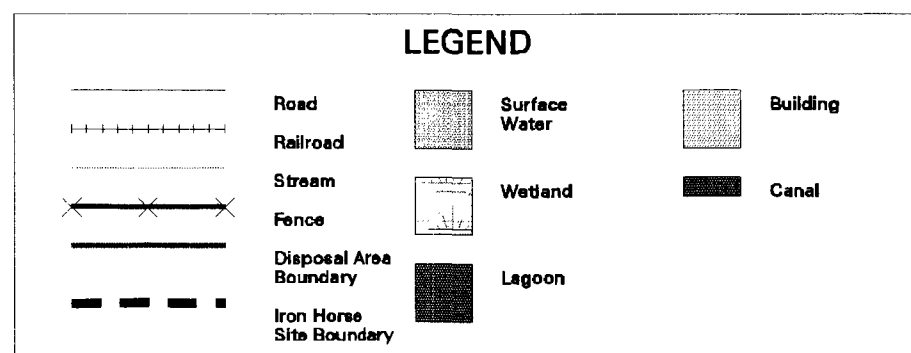 LEGEND
Road
Railroad
Stream
Fence
Disposal Area
Boundary
Iron Horse
Site Boundary
Surface
Water
Wetland
Lagoon
Building
Canal